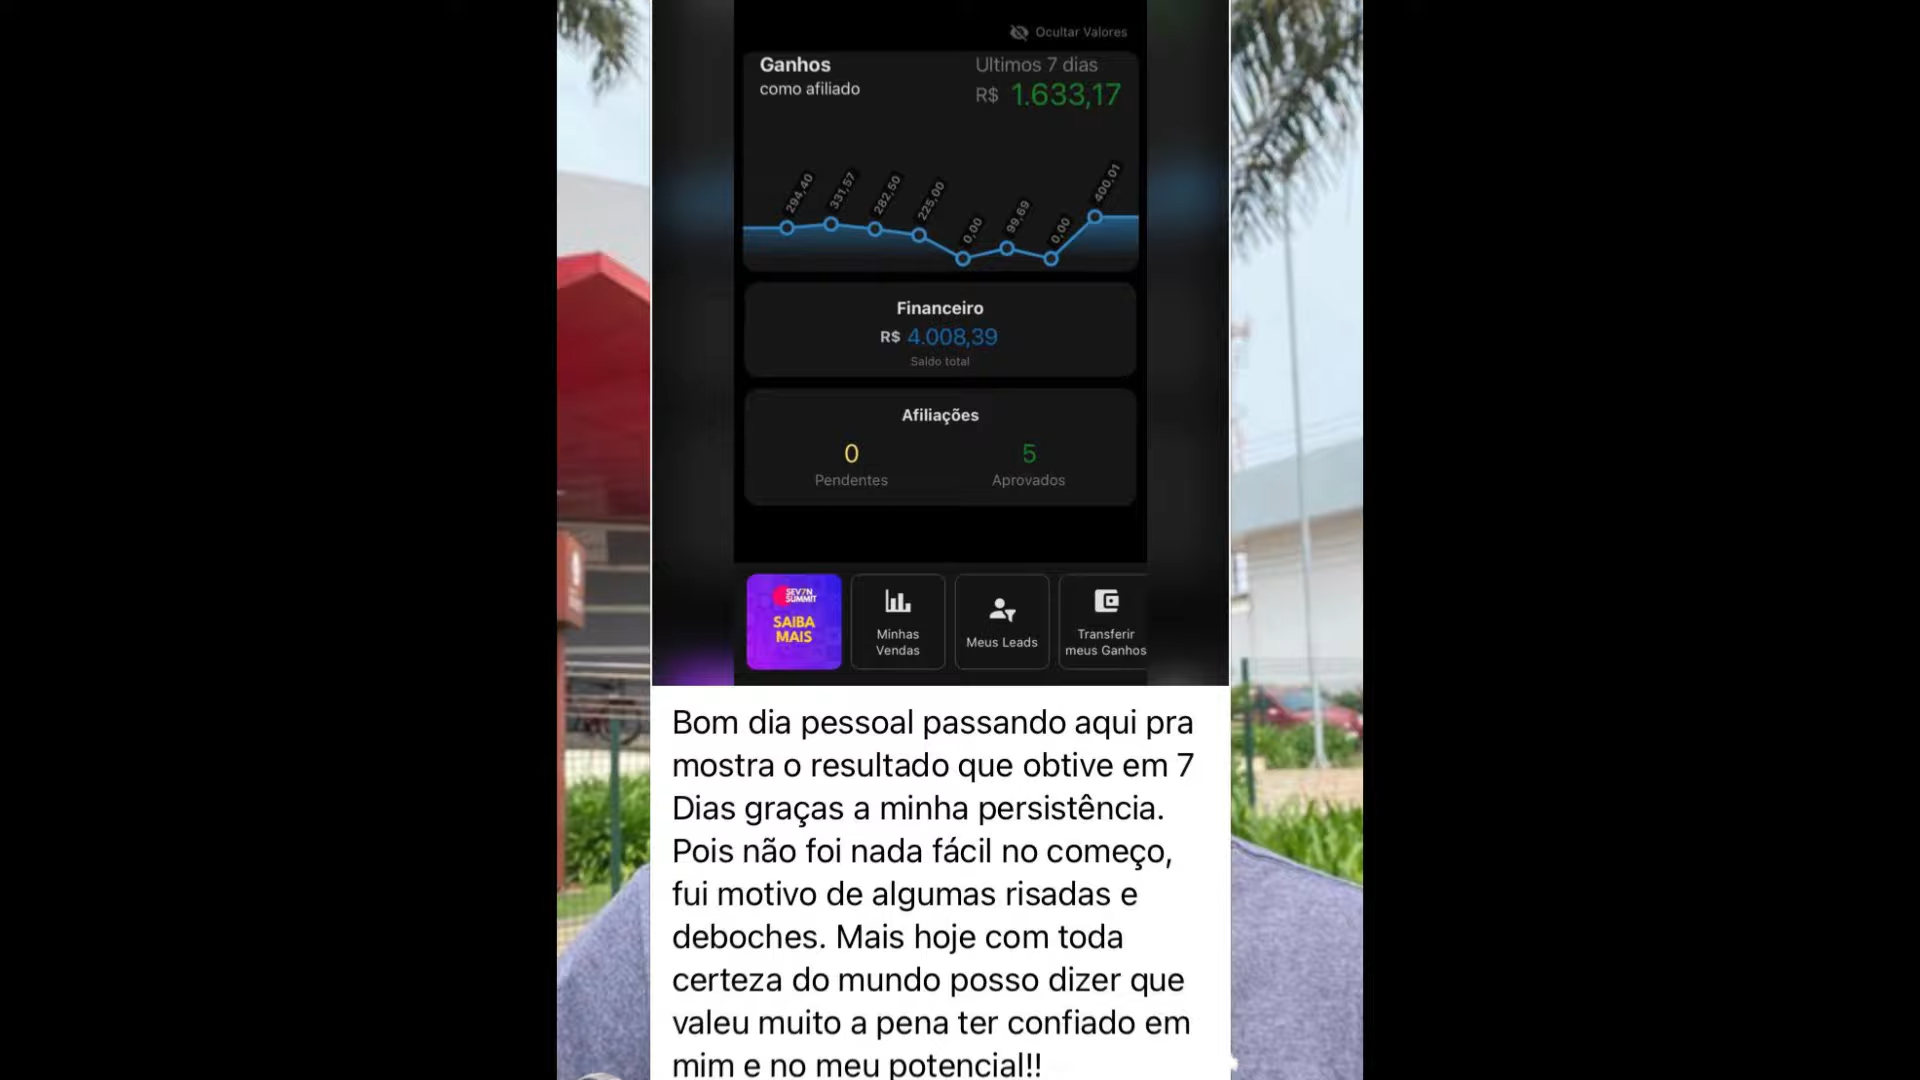 Ocultar Valores
Ganhos
como afiliado
Ultimos 7 dias
R$ 1.633,17
294,40
331,57
282,50
225,00
0,00
99,69
0,00
400,01
Financeiro
R$ 4.008,39
Saldo total
Afiliações
0
Pendentes
5
Aprovados
SEV7N
SUMMIT
SAIBA
MAIS
Minhas
Vendas
Meus Leads
Transferir
meus Ganhos
Bom dia pessoal passando aqui pra
mostra o resultado que obtive em 7
Dias graças a minha persistência.
Pois não foi nada fácil no começo,
fui motivo de algumas risadas e
deboches. Mais hoje com toda
certeza do mundo posso dizer que
valeu muito a pena ter confiado em
mim e no meu potencial!!